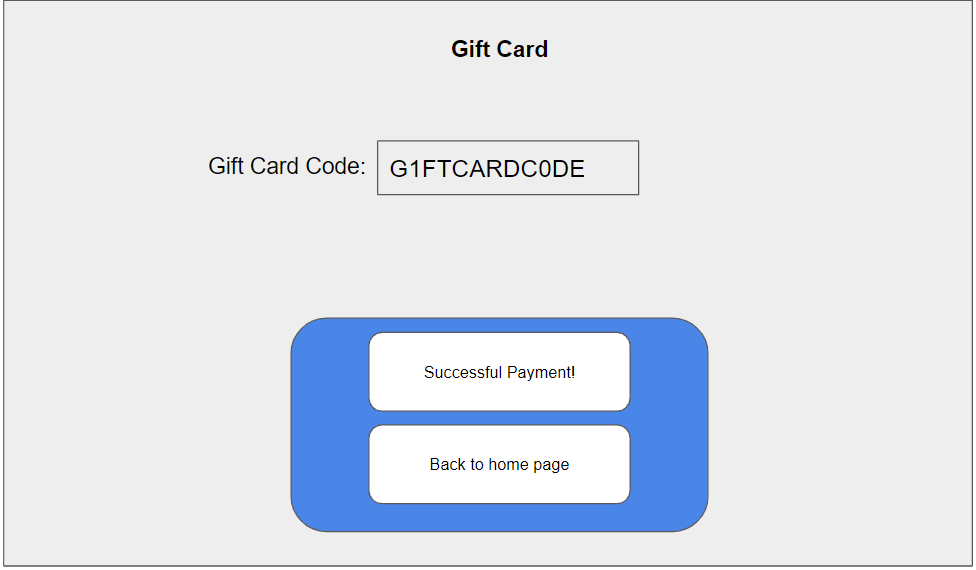 Gift Card
Gift Card Code: G1FTCARDC0DE
Successful Payment!
Back to home page